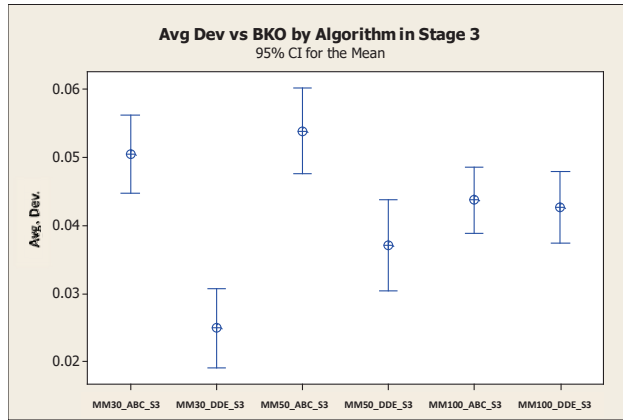 Avg Dev vs BKO by Algorithm in Stage 3
95% CI for the Mean
0.06
0.05
0.04
0.03
0.02
Avg. Dev.
MM30_ABC_S3 MM30_DDE_S3 MM50_ABC_S3 MM50_DDE_S3 MM100_ABC_S3 MM100_DDE_S3